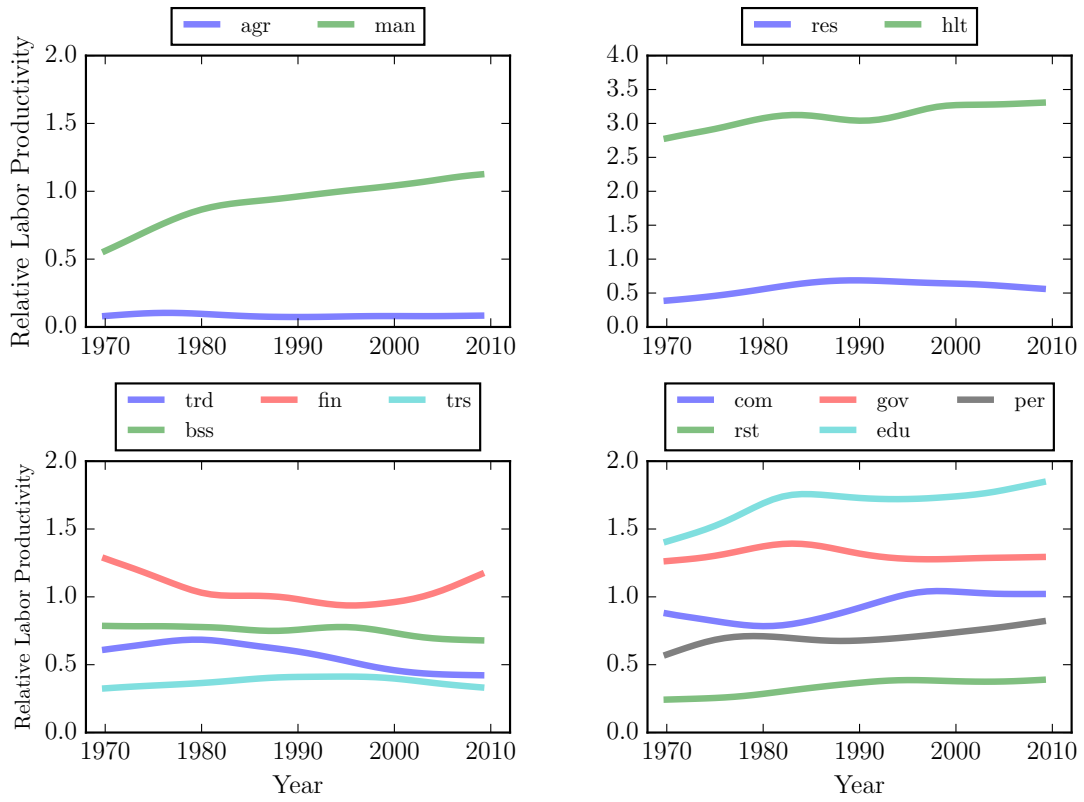 agr man
2.0
1.5
1.0
0.5
0.0
1970 1980 1990 2000 2010
Relative Labor Productivity
res hlt
4.0
3.5
3.0
2.5
2.0
1.5
1.0
0.5
0.0
1970 1980 1990 2000 2010
trd fin trs
bss
2.0
1.5
1.0
0.5
0.0
1970 1980 1990 2000 2010
Relative Labor Productivity
Year
com gov per
rst edu
2.0
1.5
1.0
0.5
0.0
1970 1980 1990 2000 2010
Year